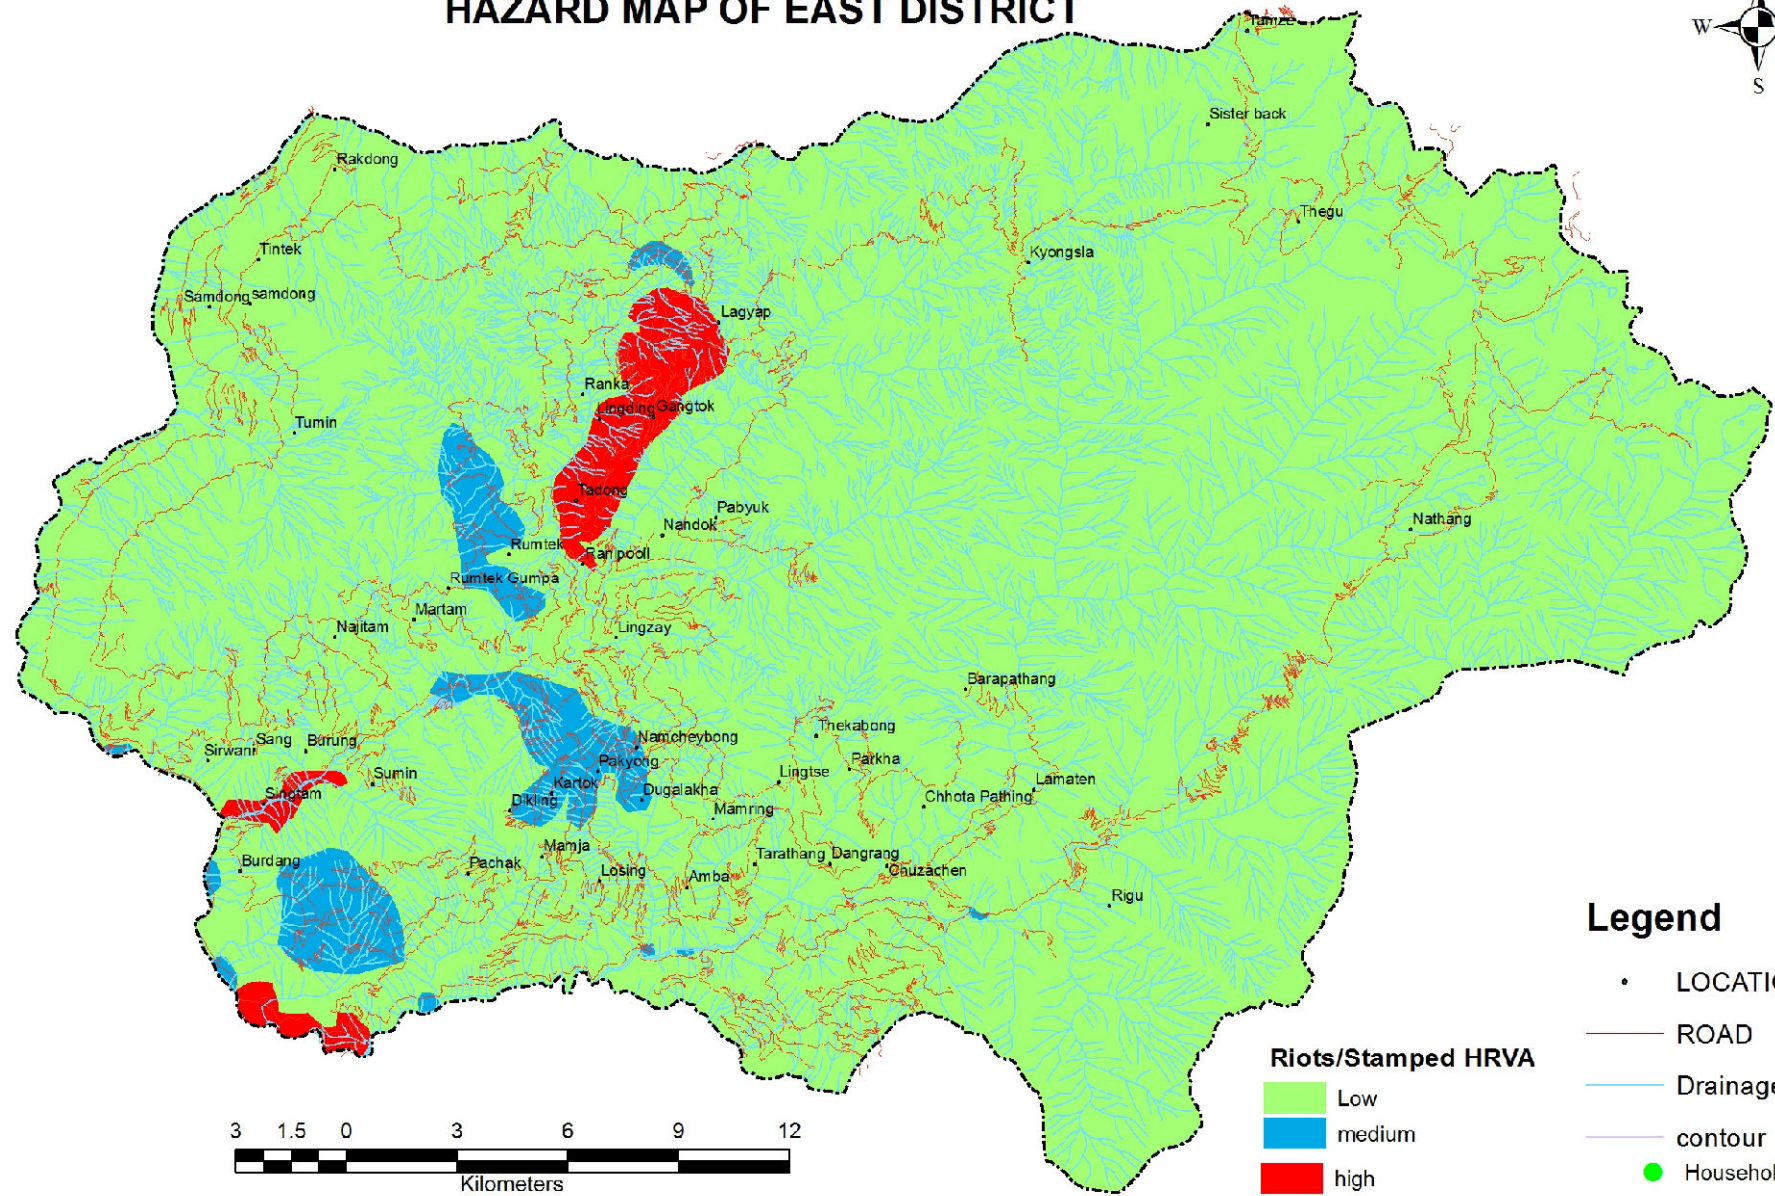 HAZARD MAP OF EAST DISTRICT
W
S
Tamze
Sister back
Rakdong
Thegu
Tintek
Kyongsla
Samdong
samdong
Lagyap
Ranka
Lingding
Gangtok
Tumin
Tadong
Pabyuk
Nandok
Nathang
Rumtek
Ranipooll
Rumtek Gumpa
Martam
Najitam
Lingzay
Barapathang
Thekabong
Namcheybong
Sang
Burung
Sirwani
Pakyong
Parkha
Sumin
Lingtse
Lamaten
Kartok
Singtam
Dugalakha
Dikling
Chhota Pathing
Mamring
Mamja
Tarathang
Dangrang
Burdang
Pachak
Losing
Amba
Chuzachen
Rigu
Legend
LOCATIO
ROAD
Drainage
contour
Househol
Riots/Stamped HRVA
Low
medium
high
3 1.5 0 3 6 9 12
Kilometers